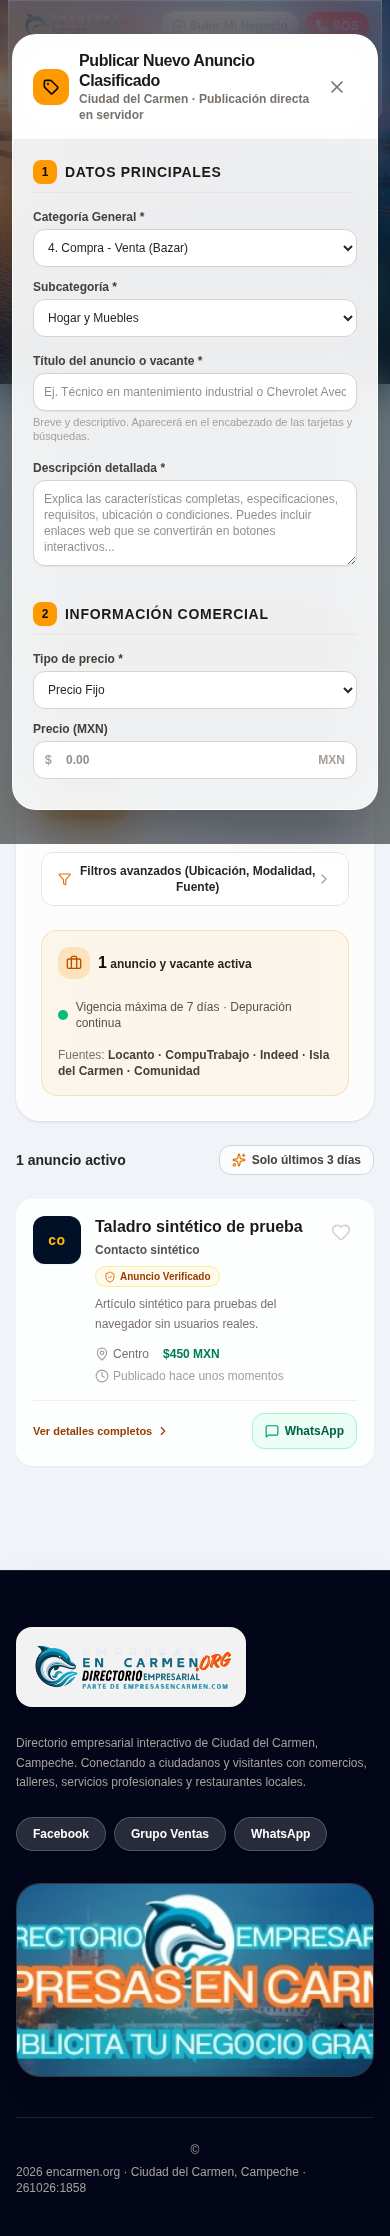 Subir Mi Negocio
SOS
Publicar Nuevo Anuncio
Clasificado
Ciudad del Carmen · Publicación directa
en servidor
1 DATOS PRINCIPALES
Categoría General *
4. Compra - Venta (Bazar)
Subcategoría *
Hogar y Muebles
Título del anuncio o vacante *
Ej. Técnico en mantenimiento industrial o Chevrolet Avec
Breve y descriptivo. Aparecerá en el encabezado de las tarjetas y
búsquedas.
Descripción detallada *
Explica las características completas, especificaciones,
requisitos, ubicación o condiciones. Puedes incluir
enlaces web que se convertirán en botones
interactivos...
2 INFORMACIÓN COMERCIAL
Tipo de precio *
Precio Fijo
Precio (MXN)
$ 0.00 MXN
Filtros avanzados (Ubicación, Modalidad,
Fuente)
1 anuncio y vacante activa
Vigencia máxima de 7 días · Depuración
continua
Fuentes: Locanto · CompuTrabajo · Indeed · Isla
del Carmen · Comunidad
1 anuncio activo
Solo últimos 3 días
co
Taladro sintético de prueba
Contacto sintético
Anuncio Verificado
Artículo sintético para pruebas del
navegador sin usuarios reales.
Centro $450 MXN
Publicado hace unos momentos
Ver detalles completos
WhatsApp
EN CARMEN.ORG
DIRECTORIO EMPRESARIAL
PARTE DE EMPRESASENCARMEN.COM
Directorio empresarial interactivo de Ciudad del Carmen,
Campeche. Conectando a ciudadanos y visitantes con comercios,
talleres, servicios profesionales y restaurantes locales.
Facebook
Grupo Ventas
WhatsApp
RECTORIO EMPRESAR
PRESAS EN CARM
UBLICITA TU NEGOCIO GRAT
©
2026 encarmen.org · Ciudad del Carmen, Campeche ·
261026:1858